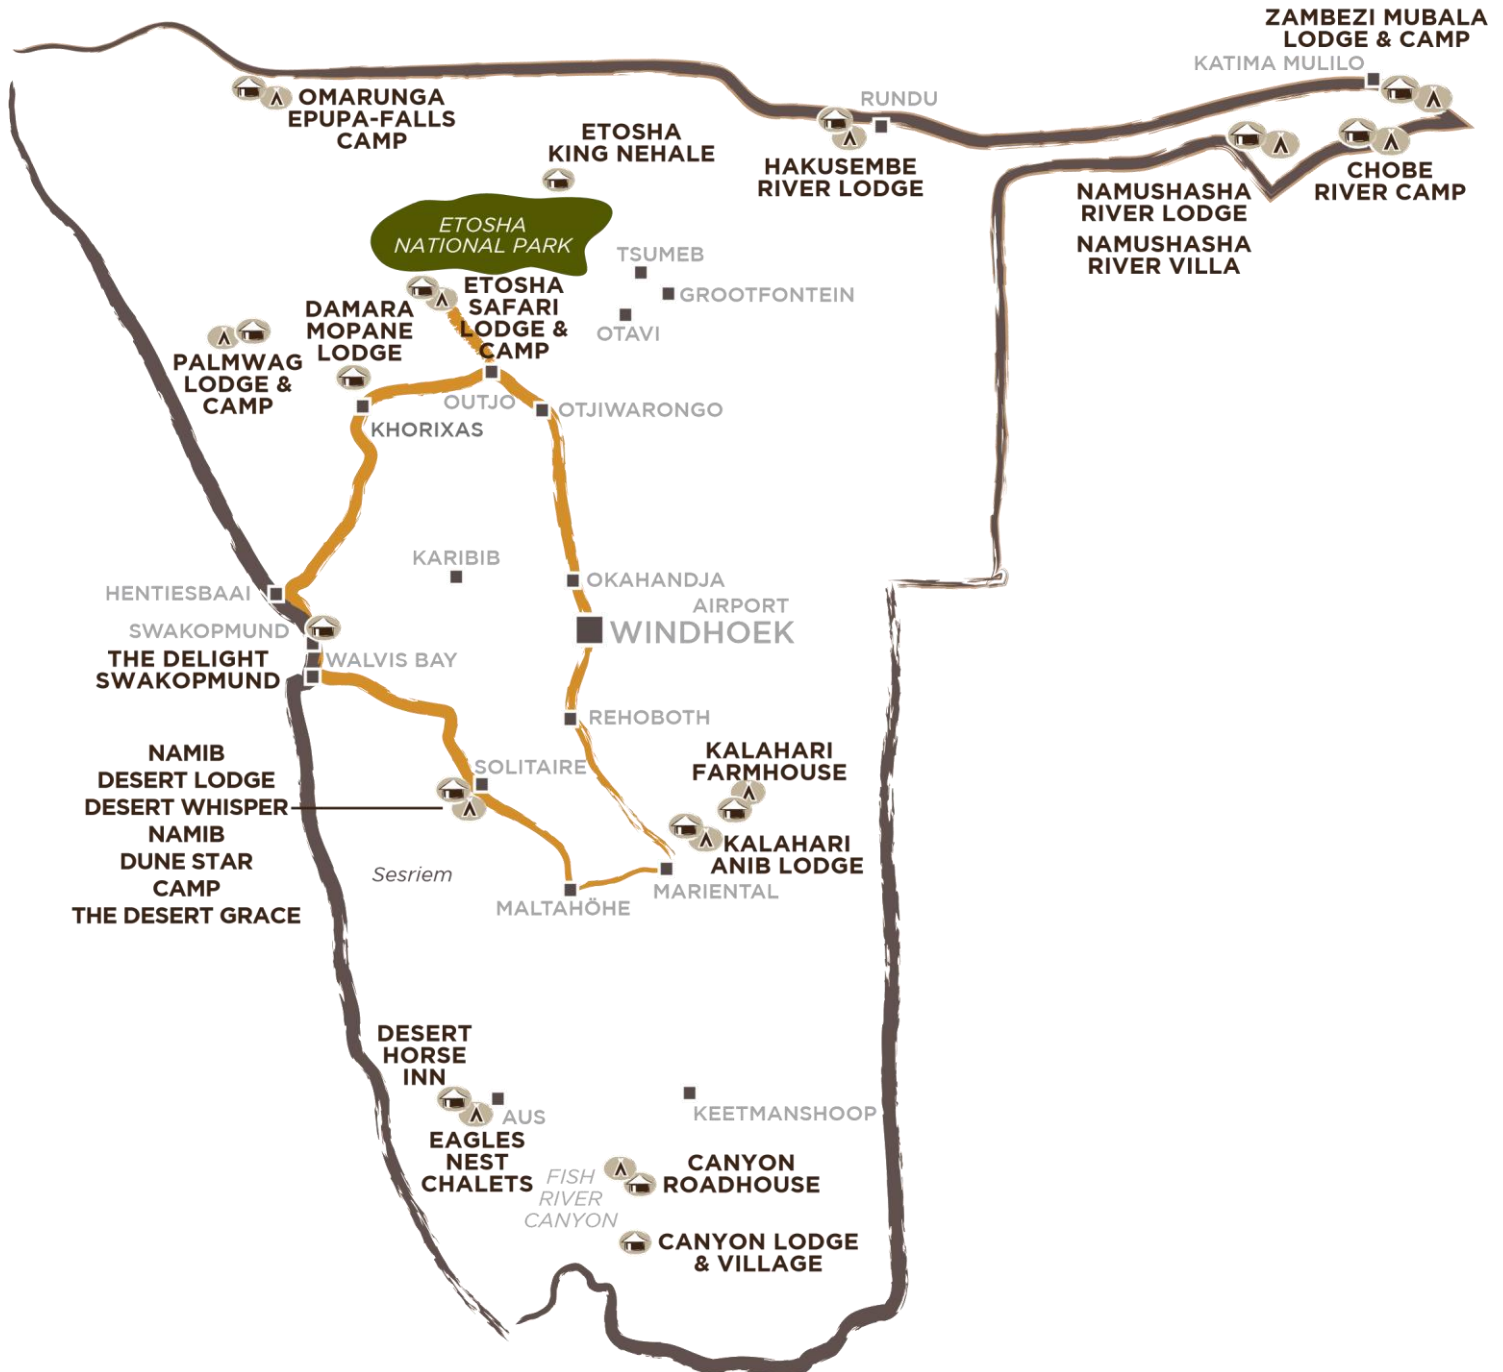 ZAMBEZI MUBALA
LODGE & CAMP
KATIMA MULILO
OMARUNGA
EPUPA-FALLS
CAMP
RUNDU
ETOSHA
KING NEHALE
HAKUSEMBE
RIVER LODGE
CHOBE
RIVER CAMP
NAMUSHASHA
RIVER LODGE
NAMUSHASHA
RIVER VILLA
ETOSHA
NATIONAL PARK
TSUMEB
GROOTFONTEIN
OTAVI
ETOSHA
SAFARI
LODGE &
CAMP
DAMARA
MOPANE
LODGE
PALMWAG
LODGE &
CAMP
OUTJO
OTJIWARONGO
KHORIXAS
KARIBIB
OKAHANDJA
HENTIESBAAI
AIRPORT
WINDHOEK
SWAKOPMUND
THE DELIGHT
SWAKOPMUND
WALVIS BAY
REHOBOTH
NAMIB
DESERT LODGE
DESERT WHISPER
NAMIB
DUNE STAR
CAMP
THE DESERT GRACE
SOLITAIRE
KALAHARI
FARMHOUSE
KALAHARI
ANIB LODGE
Sesriem
MALTAHÖHE
MARIENTAL
DESERT
HORSE
INN
AUS
KEETMANSHOOP
EAGLES
NEST
CHALETS
FISH
RIVER
CANYON
CANYON
ROADHOUSE
CANYON LODGE
& VILLAGE